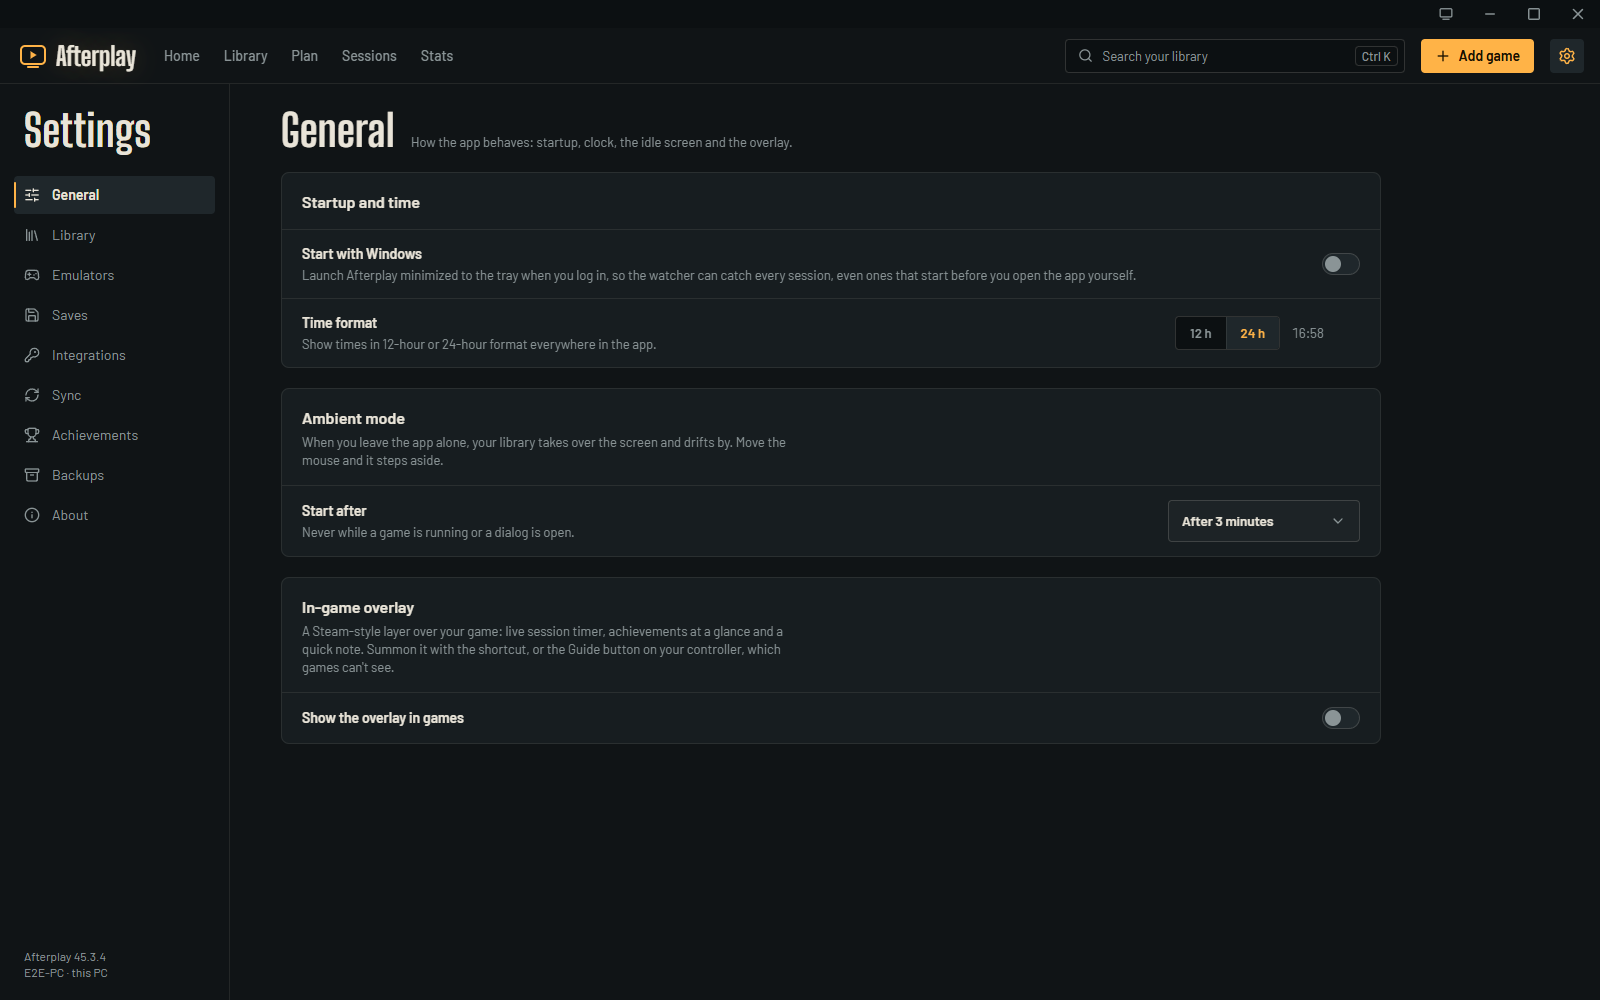 Afterplay
Home
Library
Plan
Sessions
Stats
Search your library
Ctrl K
Add game
Settings
General
Library
Emulators
Saves
Integrations
Sync
Achievements
Backups
About
Afterplay 45.3.4
E2E-PC · this PC
General
How the app behaves: startup, clock, the idle screen and the overlay.
Startup and time
Start with Windows
Launch Afterplay minimized to the tray when you log in, so the watcher can catch every session, even ones that start before you open the app yourself.
Time format
Show times in 12-hour or 24-hour format everywhere in the app.
12 h
24 h
16:58
Ambient mode
When you leave the app alone, your library takes over the screen and drifts by. Move the
mouse and it steps aside.
Start after
Never while a game is running or a dialog is open.
After 3 minutes
In-game overlay
A Steam-style layer over your game: live session timer, achievements at a glance and a
quick note. Summon it with the shortcut, or the Guide button on your controller, which
games can't see.
Show the overlay in games